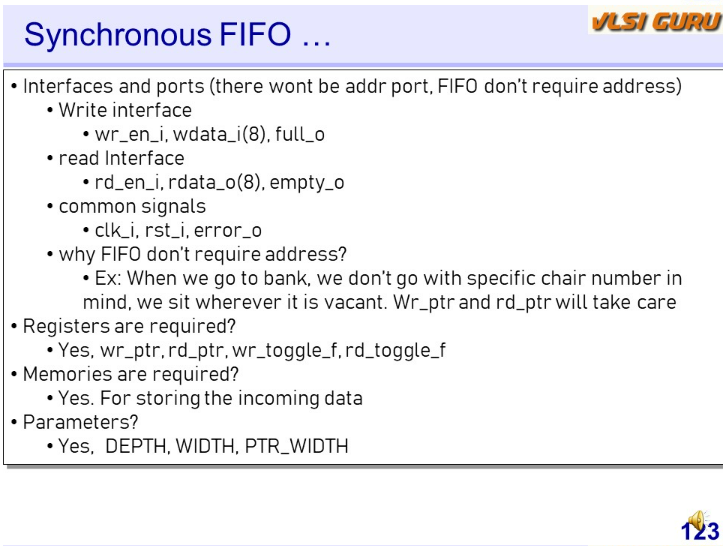 Synchronous FIFO …
VLSI GURU
• Interfaces and ports (there wont be addr port, FIFO don't require address)
• Write interface
• wr_en_i, wdata_i(8), full_o
• read Interface
• rd_en_i, rdata_o(8), empty_o
• common signals
• clk_i, rst_i, error_o
• why FIFO don't require address?
• Ex: When we go to bank, we don't go with specific chair number in
mind, we sit wherever it is vacant. Wr_ptr and rd_ptr will take care
• Registers are required?
• Yes, wr_ptr, rd_ptr, wr_toggle_f, rd_toggle_f
• Memories are required?
• Yes. For storing the incoming data
• Parameters?
• Yes, DEPTH, WIDTH, PTR_WIDTH
123